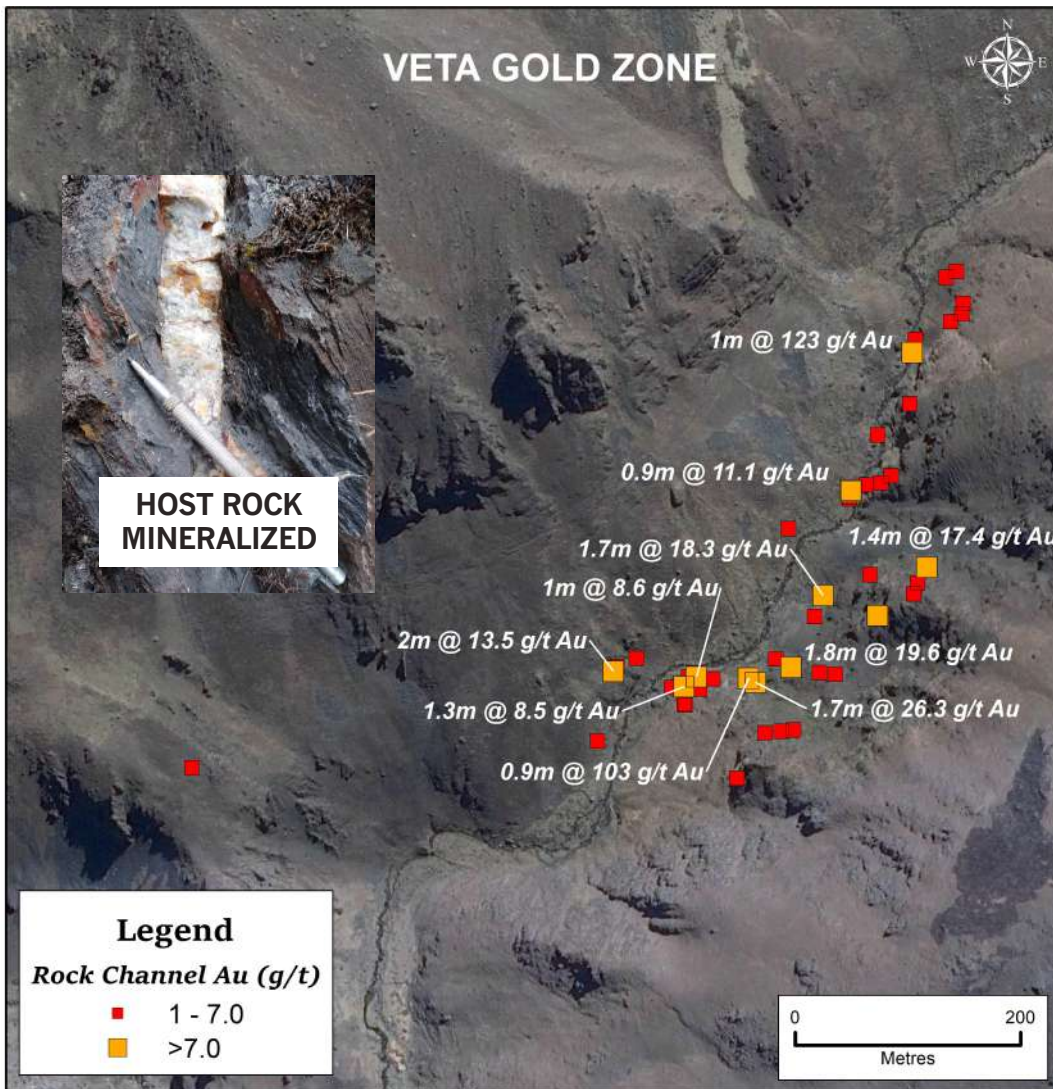 VETA GOLD ZONE
N
W E
S
HOST ROCK
MINERALIZED
1m @ 123 g/t Au
0.9m @ 11.1 g/t Au
1.4m @ 17.4 g/t Au
1.7m @ 18.3 g/t Au
1m @ 8.6 g/t Au
2m @ 13.5 g/t Au
1.8m @ 19.6 g/t Au
1.3m @ 8.5 g/t Au
1.7m @ 26.3 g/t Au
0.9m @ 103 g/t Au
Legend
Rock Channel Au (g/t)
1 - 7.0
>7.0
0 200
Metres